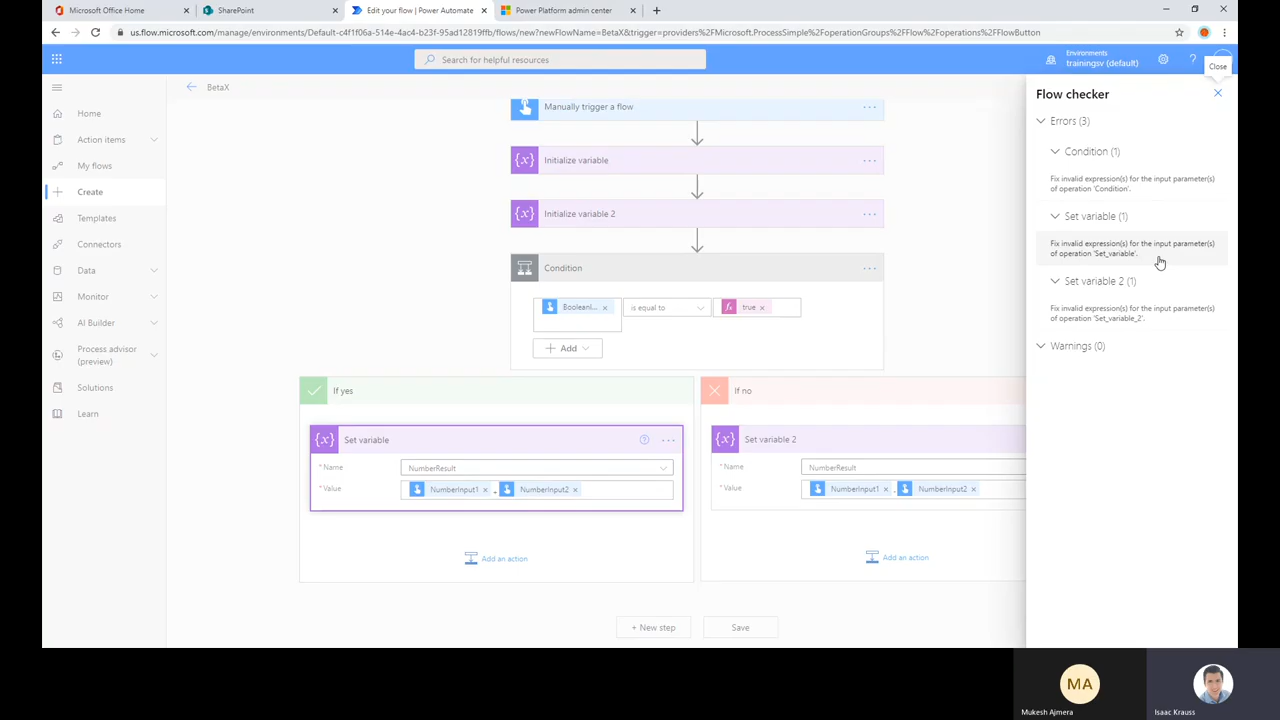 Microsoft Office Home
SharePoint
Edit your flow | Power Automate
Power Platform admin center
us.flow.microsoft.com/manage/environments/Default-c4f1f06a-514e-4ac4-b23f-95ad12819ffb/flows/new?newFlowName=BetaX&trigger=providers%2FMicrosoft.ProcessSimple%2FoperationGroups%2FFlow%2Foperations%2FFlowButton
Search for helpful resources
Environments
trainingsv (default)
Close
BetaX
Home
Action items
My flows
Create
Templates
Connectors
Data
Monitor
AI Builder
Process advisor
(preview)
Solutions
Learn
Manually trigger a flow
Initialize variable
Initialize variable 2
Condition
BooleanI...
is equal to
true
Add
If yes
Set variable
* Name
NumberResult
* Value
NumberInput1
NumberInput2
Add an action
If no
Set variable 2
* Name
NumberResult
* Value
NumberInput1
NumberInput2
Add an action
+ New step
Save
Flow checker
Errors (3)
Condition (1)
Fix invalid expression(s) for the input parameter(s)
of operation 'Condition'.
Set variable (1)
Fix invalid expression(s) for the input parameter(s)
of operation 'Set_variable'.
Set variable 2 (1)
Fix invalid expression(s) for the input parameter(s)
of operation 'Set_variable_2'.
Warnings (0)
MA
Mukesh Ajmera
Isaac Krauss